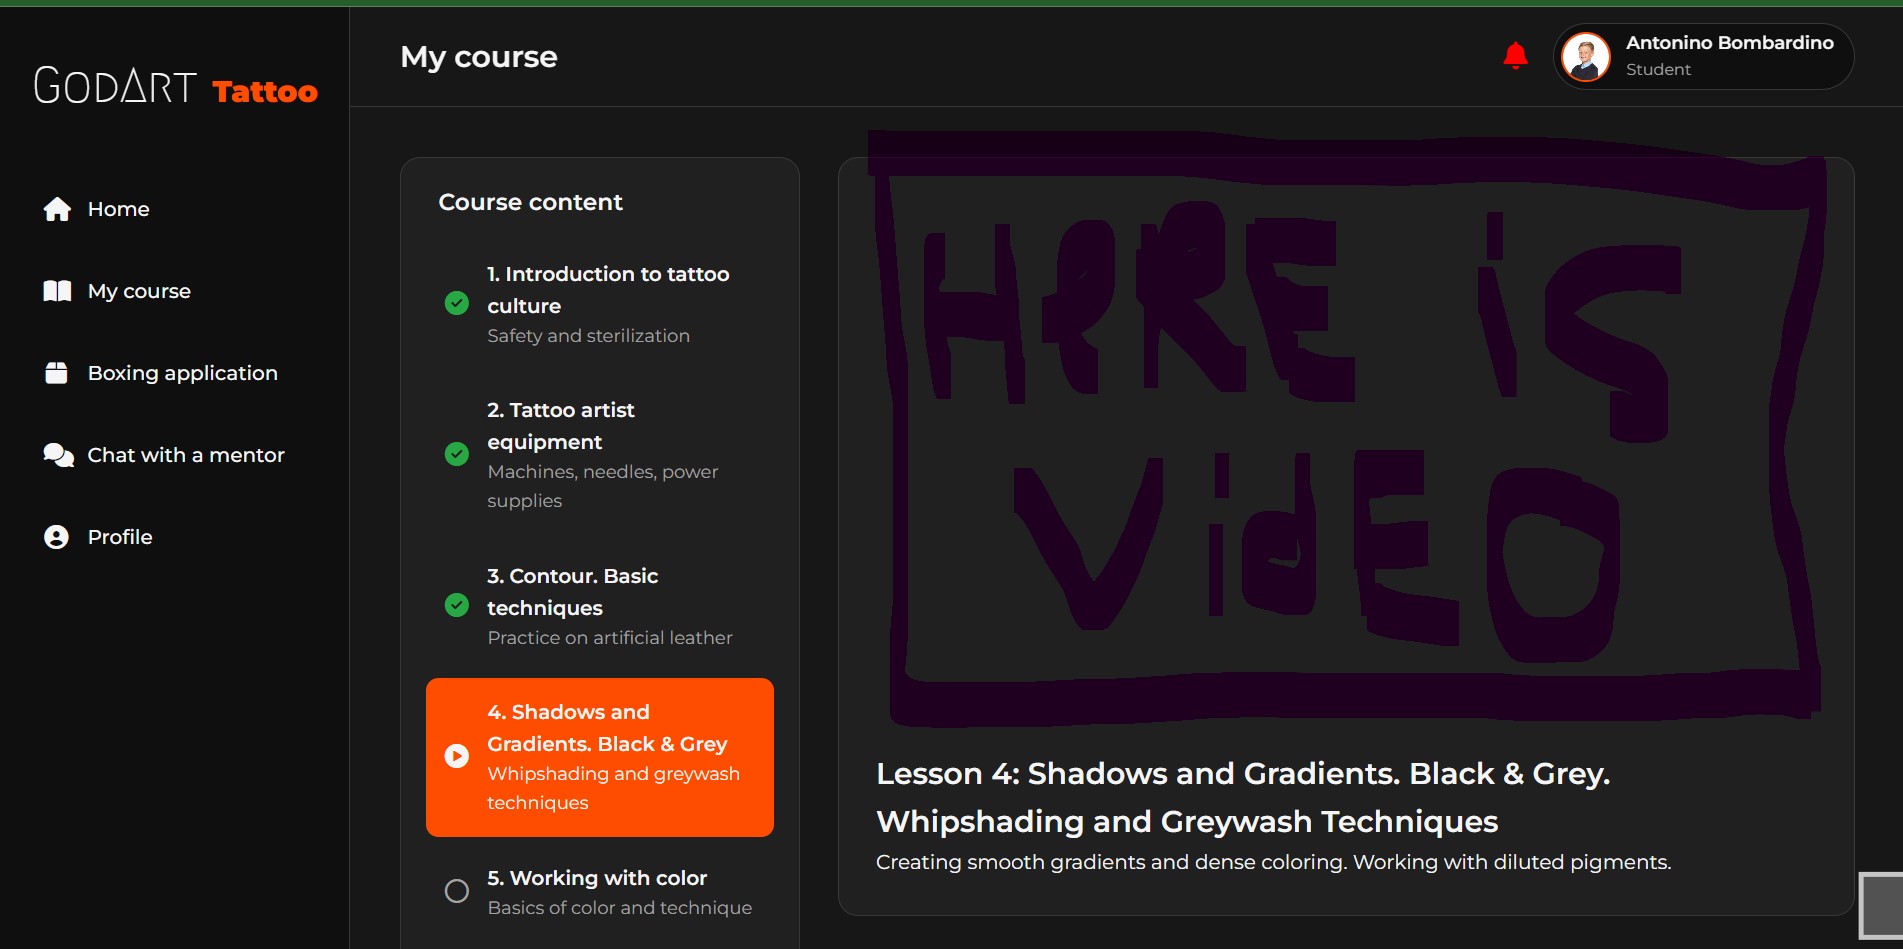 GODART Tattoo
Home
My course
Boxing application
Chat with a mentor
Profile
My course
Antonino Bombardino
Student
Course content
1. Introduction to tattoo
culture
Safety and sterilization
2. Tattoo artist
equipment
Machines, needles, power
supplies
3. Contour. Basic
techniques
Practice on artificial leather
4. Shadows and
Gradients. Black & Grey
Whipshading and greywash
techniques
5. Working with color
Basics of color and technique
HeRE iS
VidEO
Lesson 4: Shadows and Gradients. Black & Grey.
Whipshading and Greywash Techniques
Creating smooth gradients and dense coloring. Working with diluted pigments.